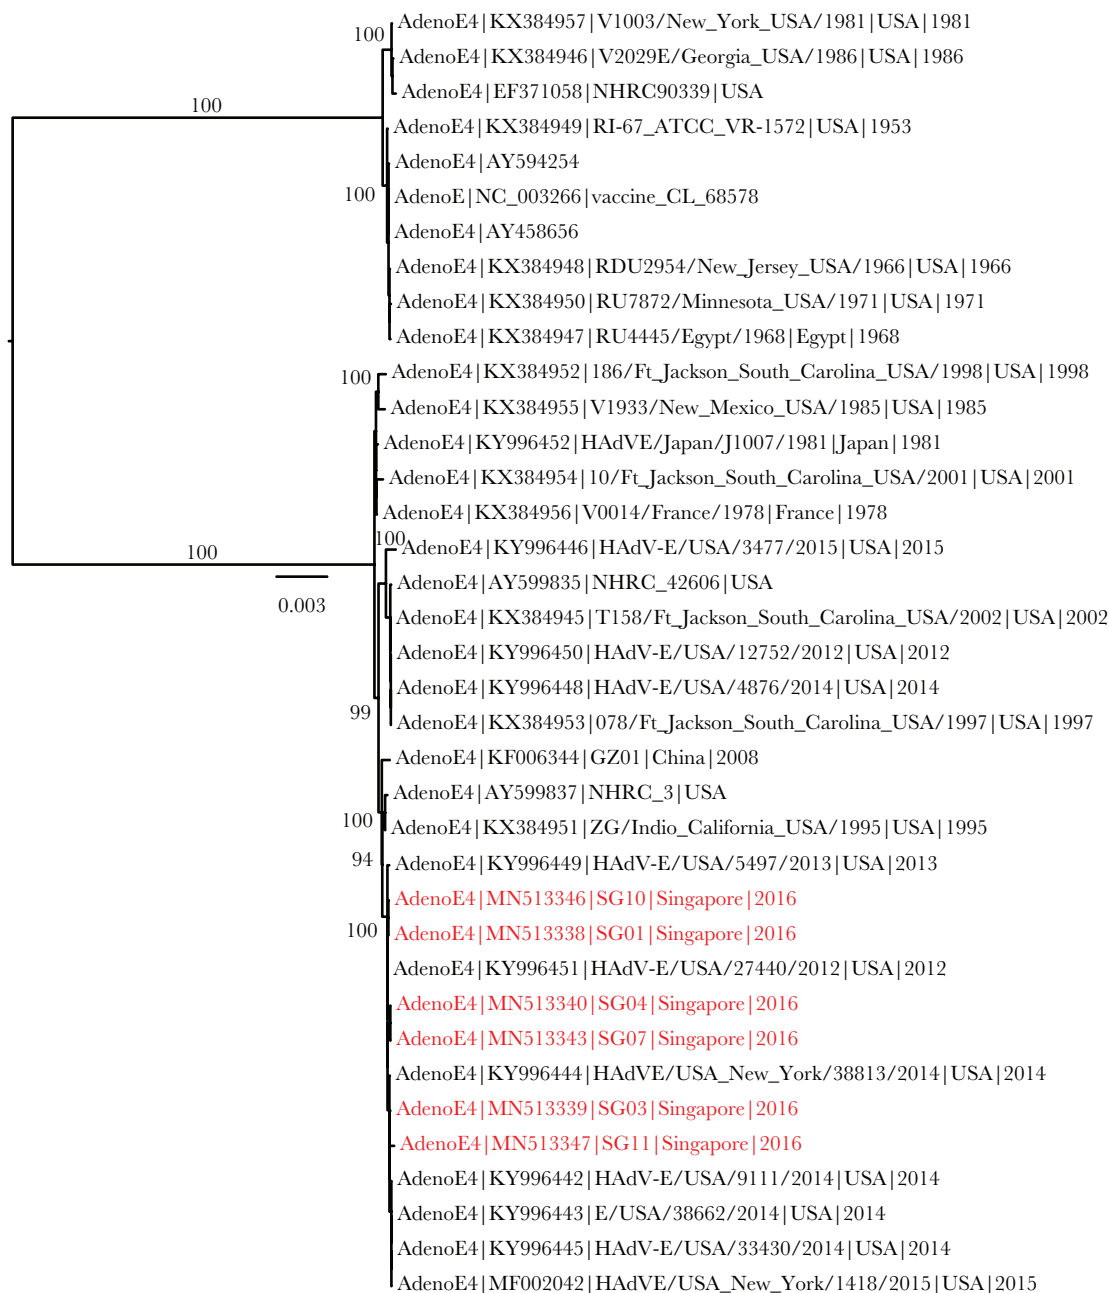 AdenoE4|KX384957|V1003/New_York_USA/1981|USA|1981
100
AdenoE4|KX384946|V2029E/Georgia_USA/1986|USA|1986
AdenoE4|EF371058|NHRC90339|USA
100
AdenoE4|KX384949|RI-67_ATCC_VR-1572|USA|1953
AdenoE4|AY594254
100
AdenoE|NC_003266|vaccine_CL_68578
AdenoE4|AY458656
AdenoE4|KX384948|RDU2954/New_Jersey_USA/1966|USA|1966
AdenoE4|KX384950|RU7872/Minnesota_USA/1971|USA|1971
AdenoE4|KX384947|RU4445/Egypt/1968|Egypt|1968
100
AdenoE4|KX384952|186/Ft_Jackson_South_Carolina_USA/1998|USA|1998
AdenoE4|KX384955|V1933/New_Mexico_USA/1985|USA|1985
AdenoE4|KY996452|HAdVE/Japan/J1007/1981|Japan|1981
AdenoE4|KX384954|10/Ft_Jackson_South_Carolina_USA/2001|USA|2001
AdenoE4|KX384956|V0014/France/1978|France|1978
100
100
AdenoE4|KY996446|HAdV-E/USA/3477/2015|USA|2015
AdenoE4|AY599835|NHRC_42606|USA
0.003
AdenoE4|KX384945|T158/Ft_Jackson_South_Carolina_USA/2002|USA|2002
AdenoE4|KY996450|HAdV-E/USA/12752/2012|USA|2012
AdenoE4|KY996448|HAdV-E/USA/4876/2014|USA|2014
99
AdenoE4|KX384953|078/Ft_Jackson_South_Carolina_USA/1997|USA|1997
AdenoE4|KF006344|GZ01|China|2008
AdenoE4|AY599837|NHRC_3|USA
100
AdenoE4|KX384951|ZG/Indio_California_USA/1995|USA|1995
94
AdenoE4|KY996449|HAdV-E/USA/5497/2013|USA|2013
AdenoE4|MN513346|SG10|Singapore|2016
100
AdenoE4|MN513338|SG01|Singapore|2016
AdenoE4|KY996451|HAdV-E/USA/27440/2012|USA|2012
AdenoE4|MN513340|SG04|Singapore|2016
AdenoE4|MN513343|SG07|Singapore|2016
AdenoE4|KY996444|HAdVE/USA_New_York/38813/2014|USA|2014
AdenoE4|MN513339|SG03|Singapore|2016
AdenoE4|MN513347|SG11|Singapore|2016
AdenoE4|KY996442|HAdV-E/USA/9111/2014|USA|2014
AdenoE4|KY996443|E/USA/38662/2014|USA|2014
AdenoE4|KY996445|HAdV-E/USA/33430/2014|USA|2014
AdenoE4|MF002042|HAdVE/USA_New_York/1418/2015|USA|2015